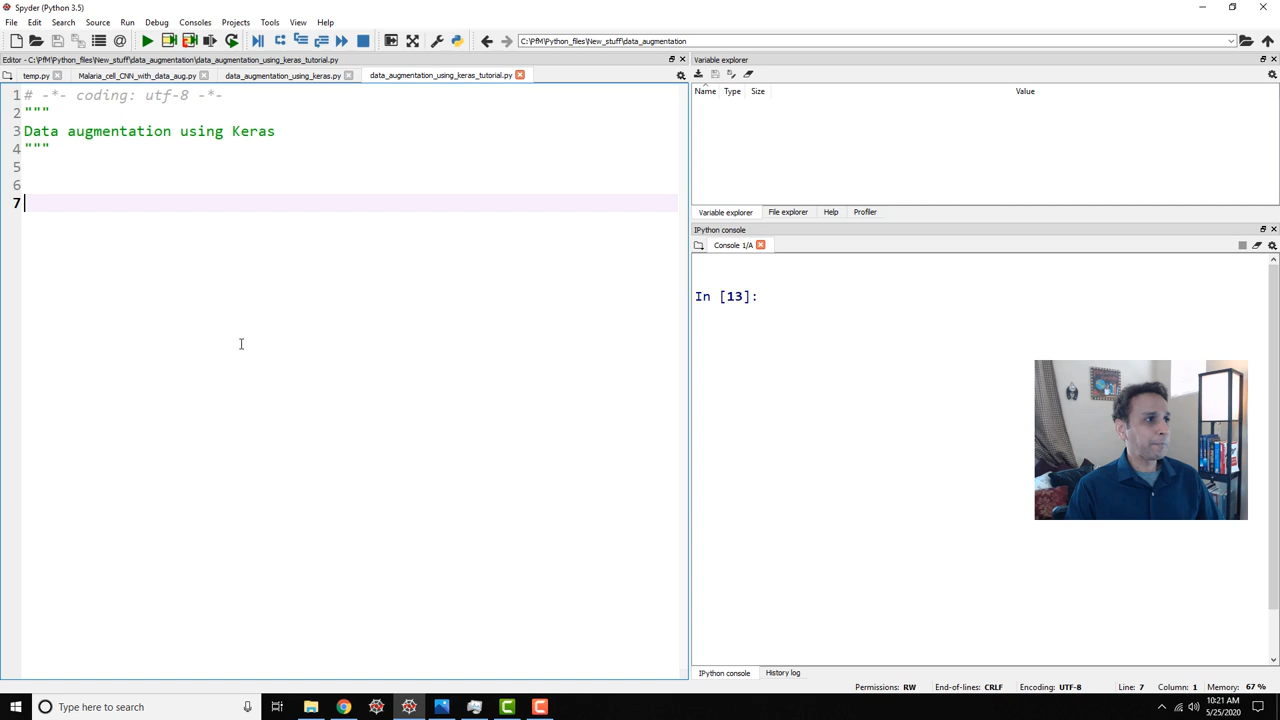 Spyder (Python 3.5)
File Edit Search Source Run Debug Consoles Projects Tools View Help
C:\PfM\Python_files\New_stuff\data_augmentation
Editor - C:\PfM\Python_files\New_stuff\data_augmentation\data_augmentation_using_keras_tutorial.py
temp.py Malaria_cell_CNN_with_data_aug.py data_augmentation_using_keras.py data_augmentation_using_keras_tutorial.py
1 # -*- coding: utf-8 -*-
2 """
3 Data augmentation using Keras
4 """
5
6
7
Variable explorer
Name Type Size Value
Variable explorer File explorer Help Profiler
IPython console
Console 1/A
In [13]:
IPython console History log
Permissions: RW End-of-lines: CRLF Encoding: UTF-8 Line: 7 Column: 1 Memory: 67 %
Type here to search
10:21 AM
5/25/2020